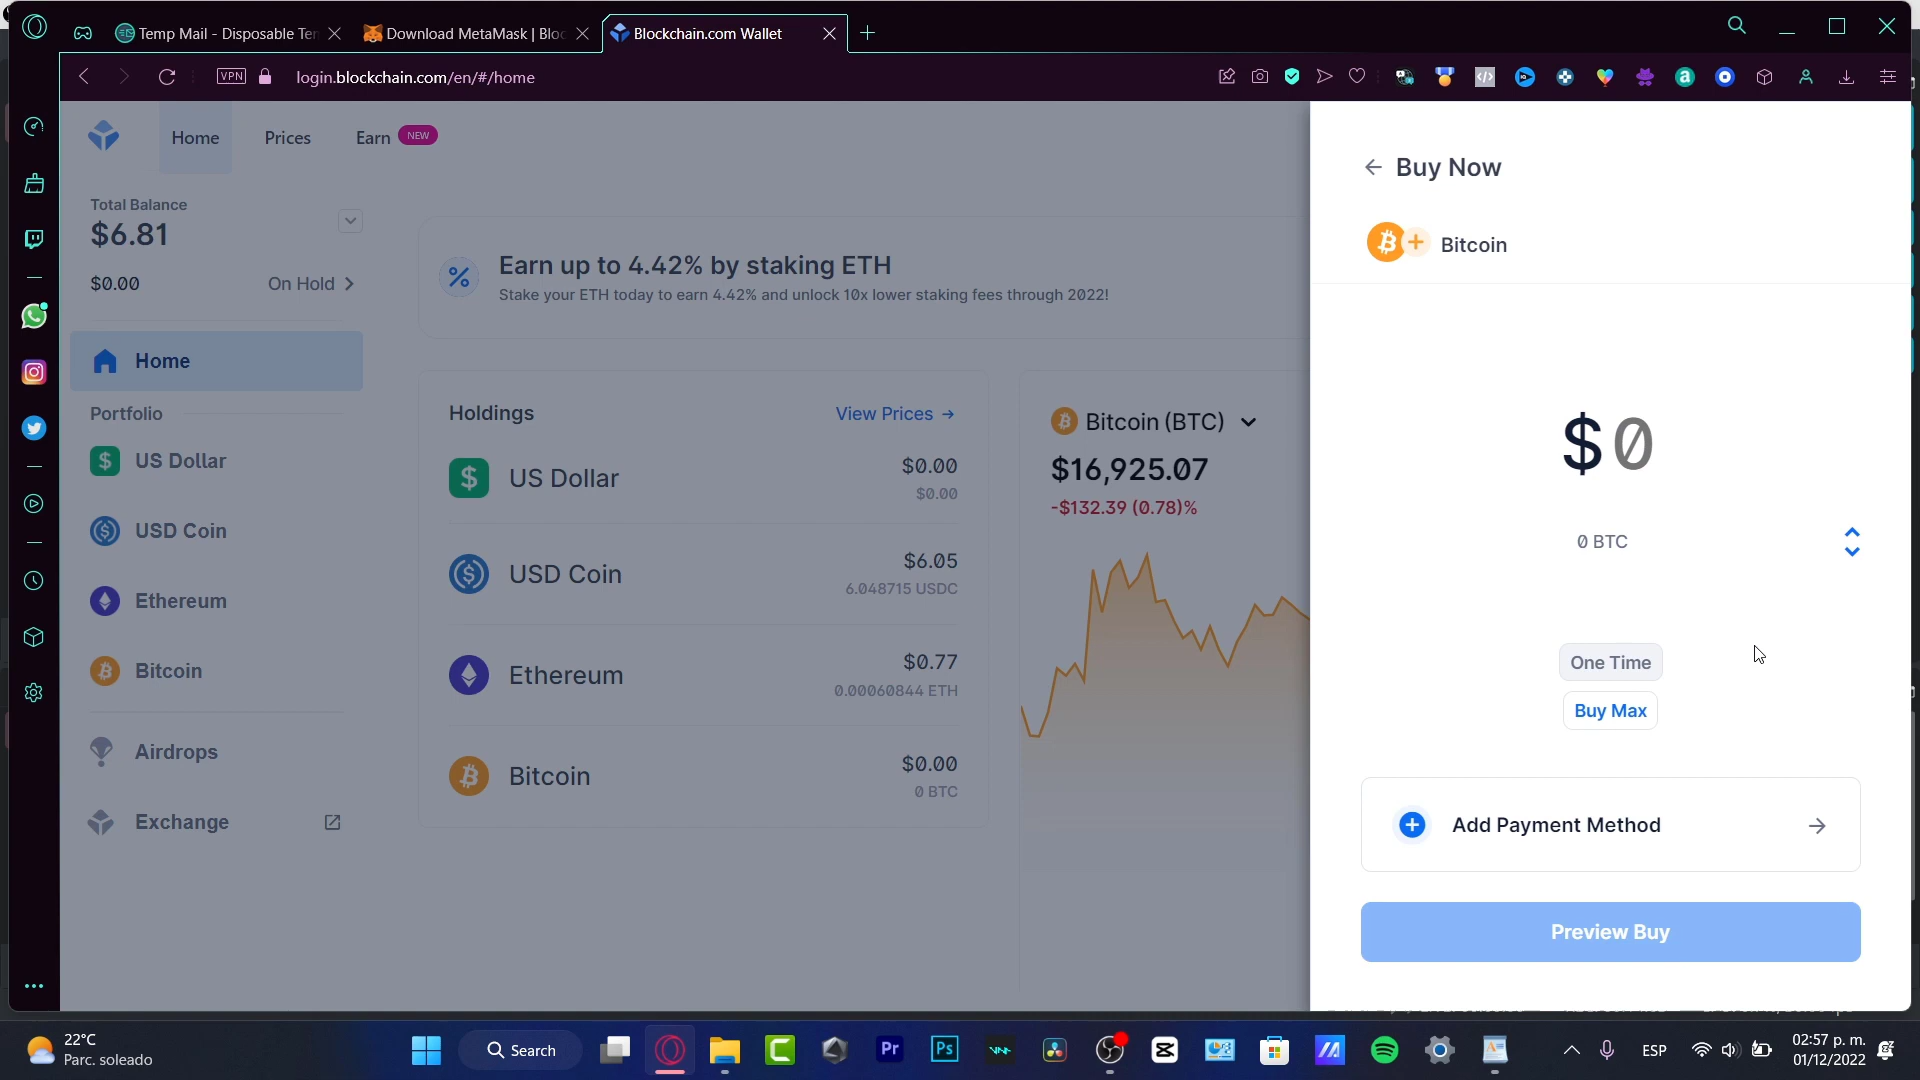 Temp Mail - Disposable Ten
Download MetaMask | Bloc
Blockchain.com Wallet
VPN
login.blockchain.com/en/#/home
Home
Prices
Earn
NEW
Total Balance
$6.81
$0.00
On Hold
Home
Portfolio
US Dollar
USD Coin
Ethereum
Bitcoin
Airdrops
Exchange
Earn up to 4.42% by staking ETH
Stake your ETH today to earn 4.42% and unlock 10x lower staking fees through 2022!
Holdings
View Prices
US Dollar
$0.00
$0.00
USD Coin
$6.05
6.048715 USDC
Ethereum
$0.77
0.00060844 ETH
Bitcoin
$0.00
0 BTC
Bitcoin (BTC)
$16,925.07
-$132.39 (0.78)%
Buy Now
Bitcoin
$0
0 BTC
One Time
Buy Max
Add Payment Method
Preview Buy
22°C
Parc. soleado
Search
Pr
Ps
ESP
02:57 p. m.
01/12/2022